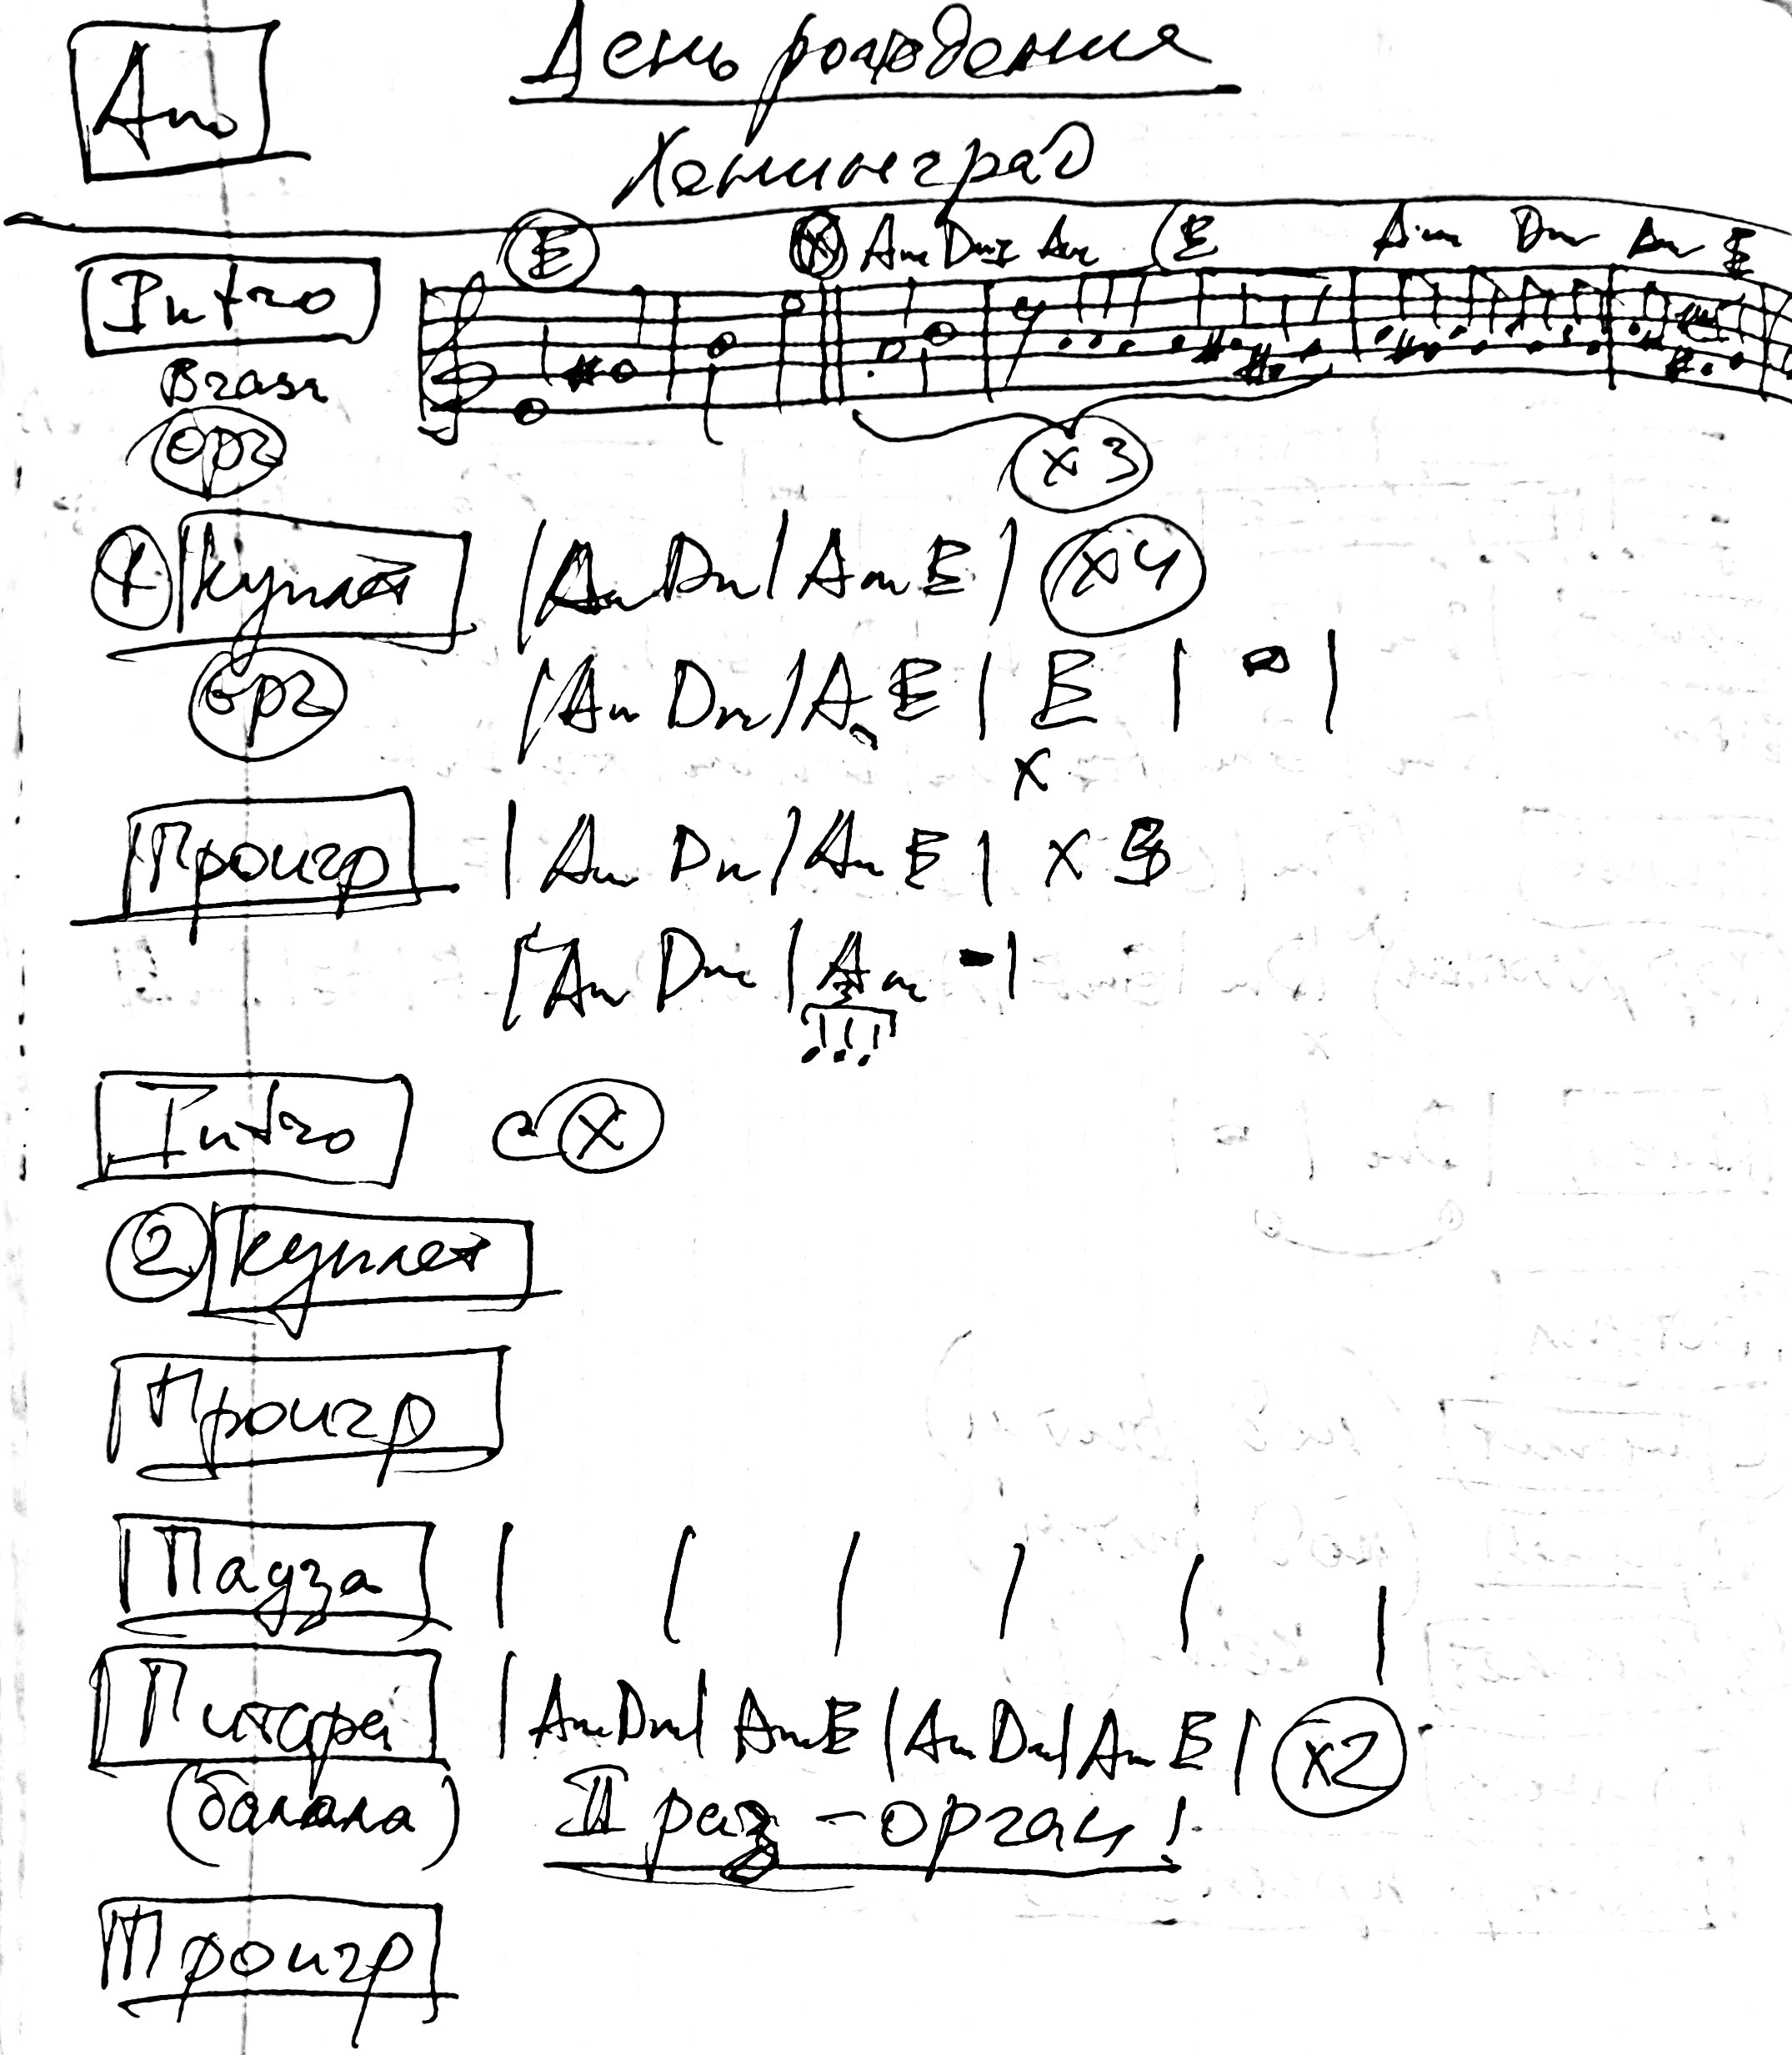 Am
День рождения
Ленинград
E X Am Dm Am E Am Dm Am E
Intro
Brass
орг
x3
1 Куплет | Am Dm | Am E | x4
орг | Am Dm | Am E | E | - |
x
Проигр | Am Dm | Am E | x 3
| Am Dm | Am - |
!!!
Intro с X
2 Куплет
Проигр
Пауза | | | | | |
Гитара | Am Dm | Am E | Am Dm | Am E | x2
II раз - орган!
Проигр